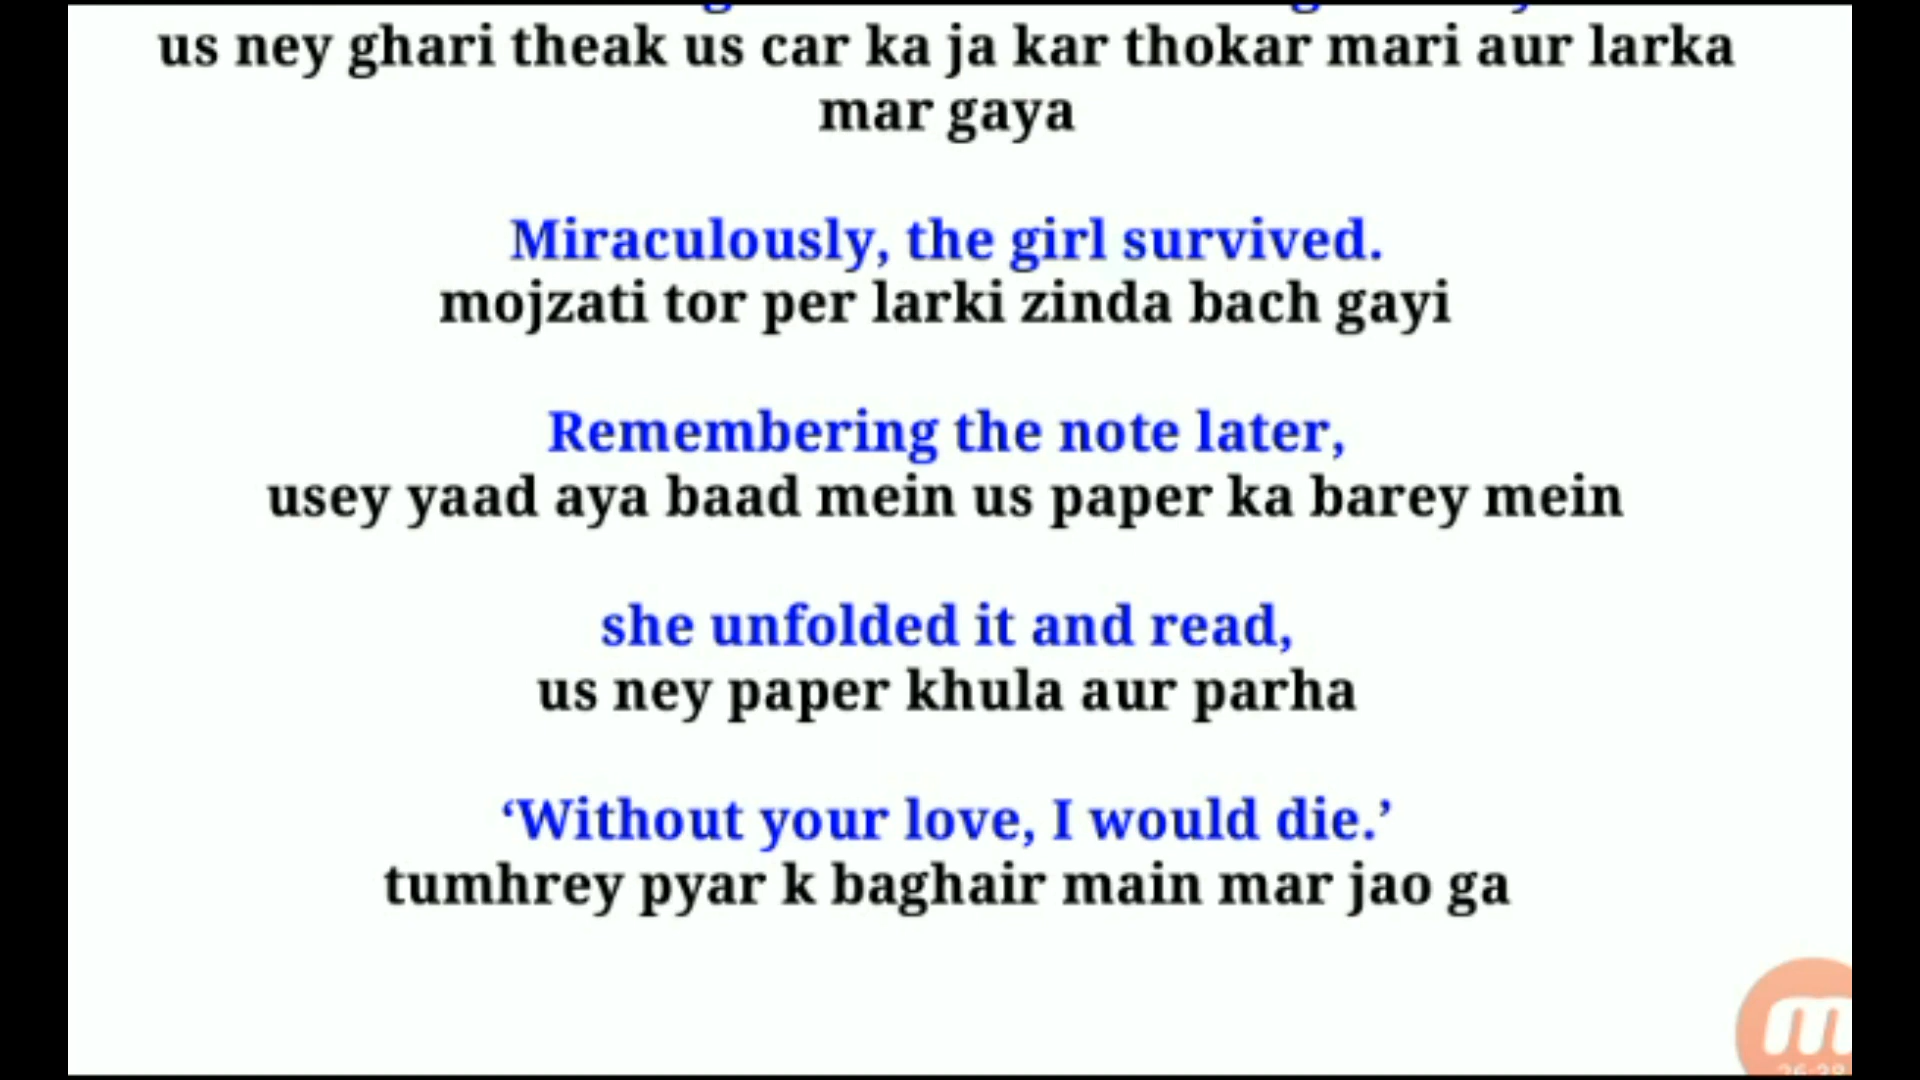 us ney ghari theak us car ka ja kar thokar mari aur larka
mar gaya
Miraculously, the girl survived.
mojzati tor per larki zinda bach gayi
Remembering the note later,
usey yaad aya baad mein us paper ka barey mein
she unfolded it and read,
us ney paper khula aur parha
‘Without your love, I would die.’
tumhrey pyar k baghair main mar jao ga
m